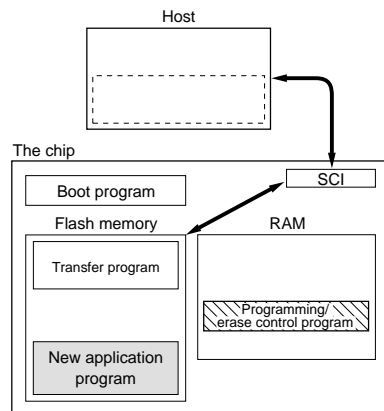 Host
The chip
SCI
Boot program
Flash memory
RAM
Transfer program
Programming/
erase control program
New application
program